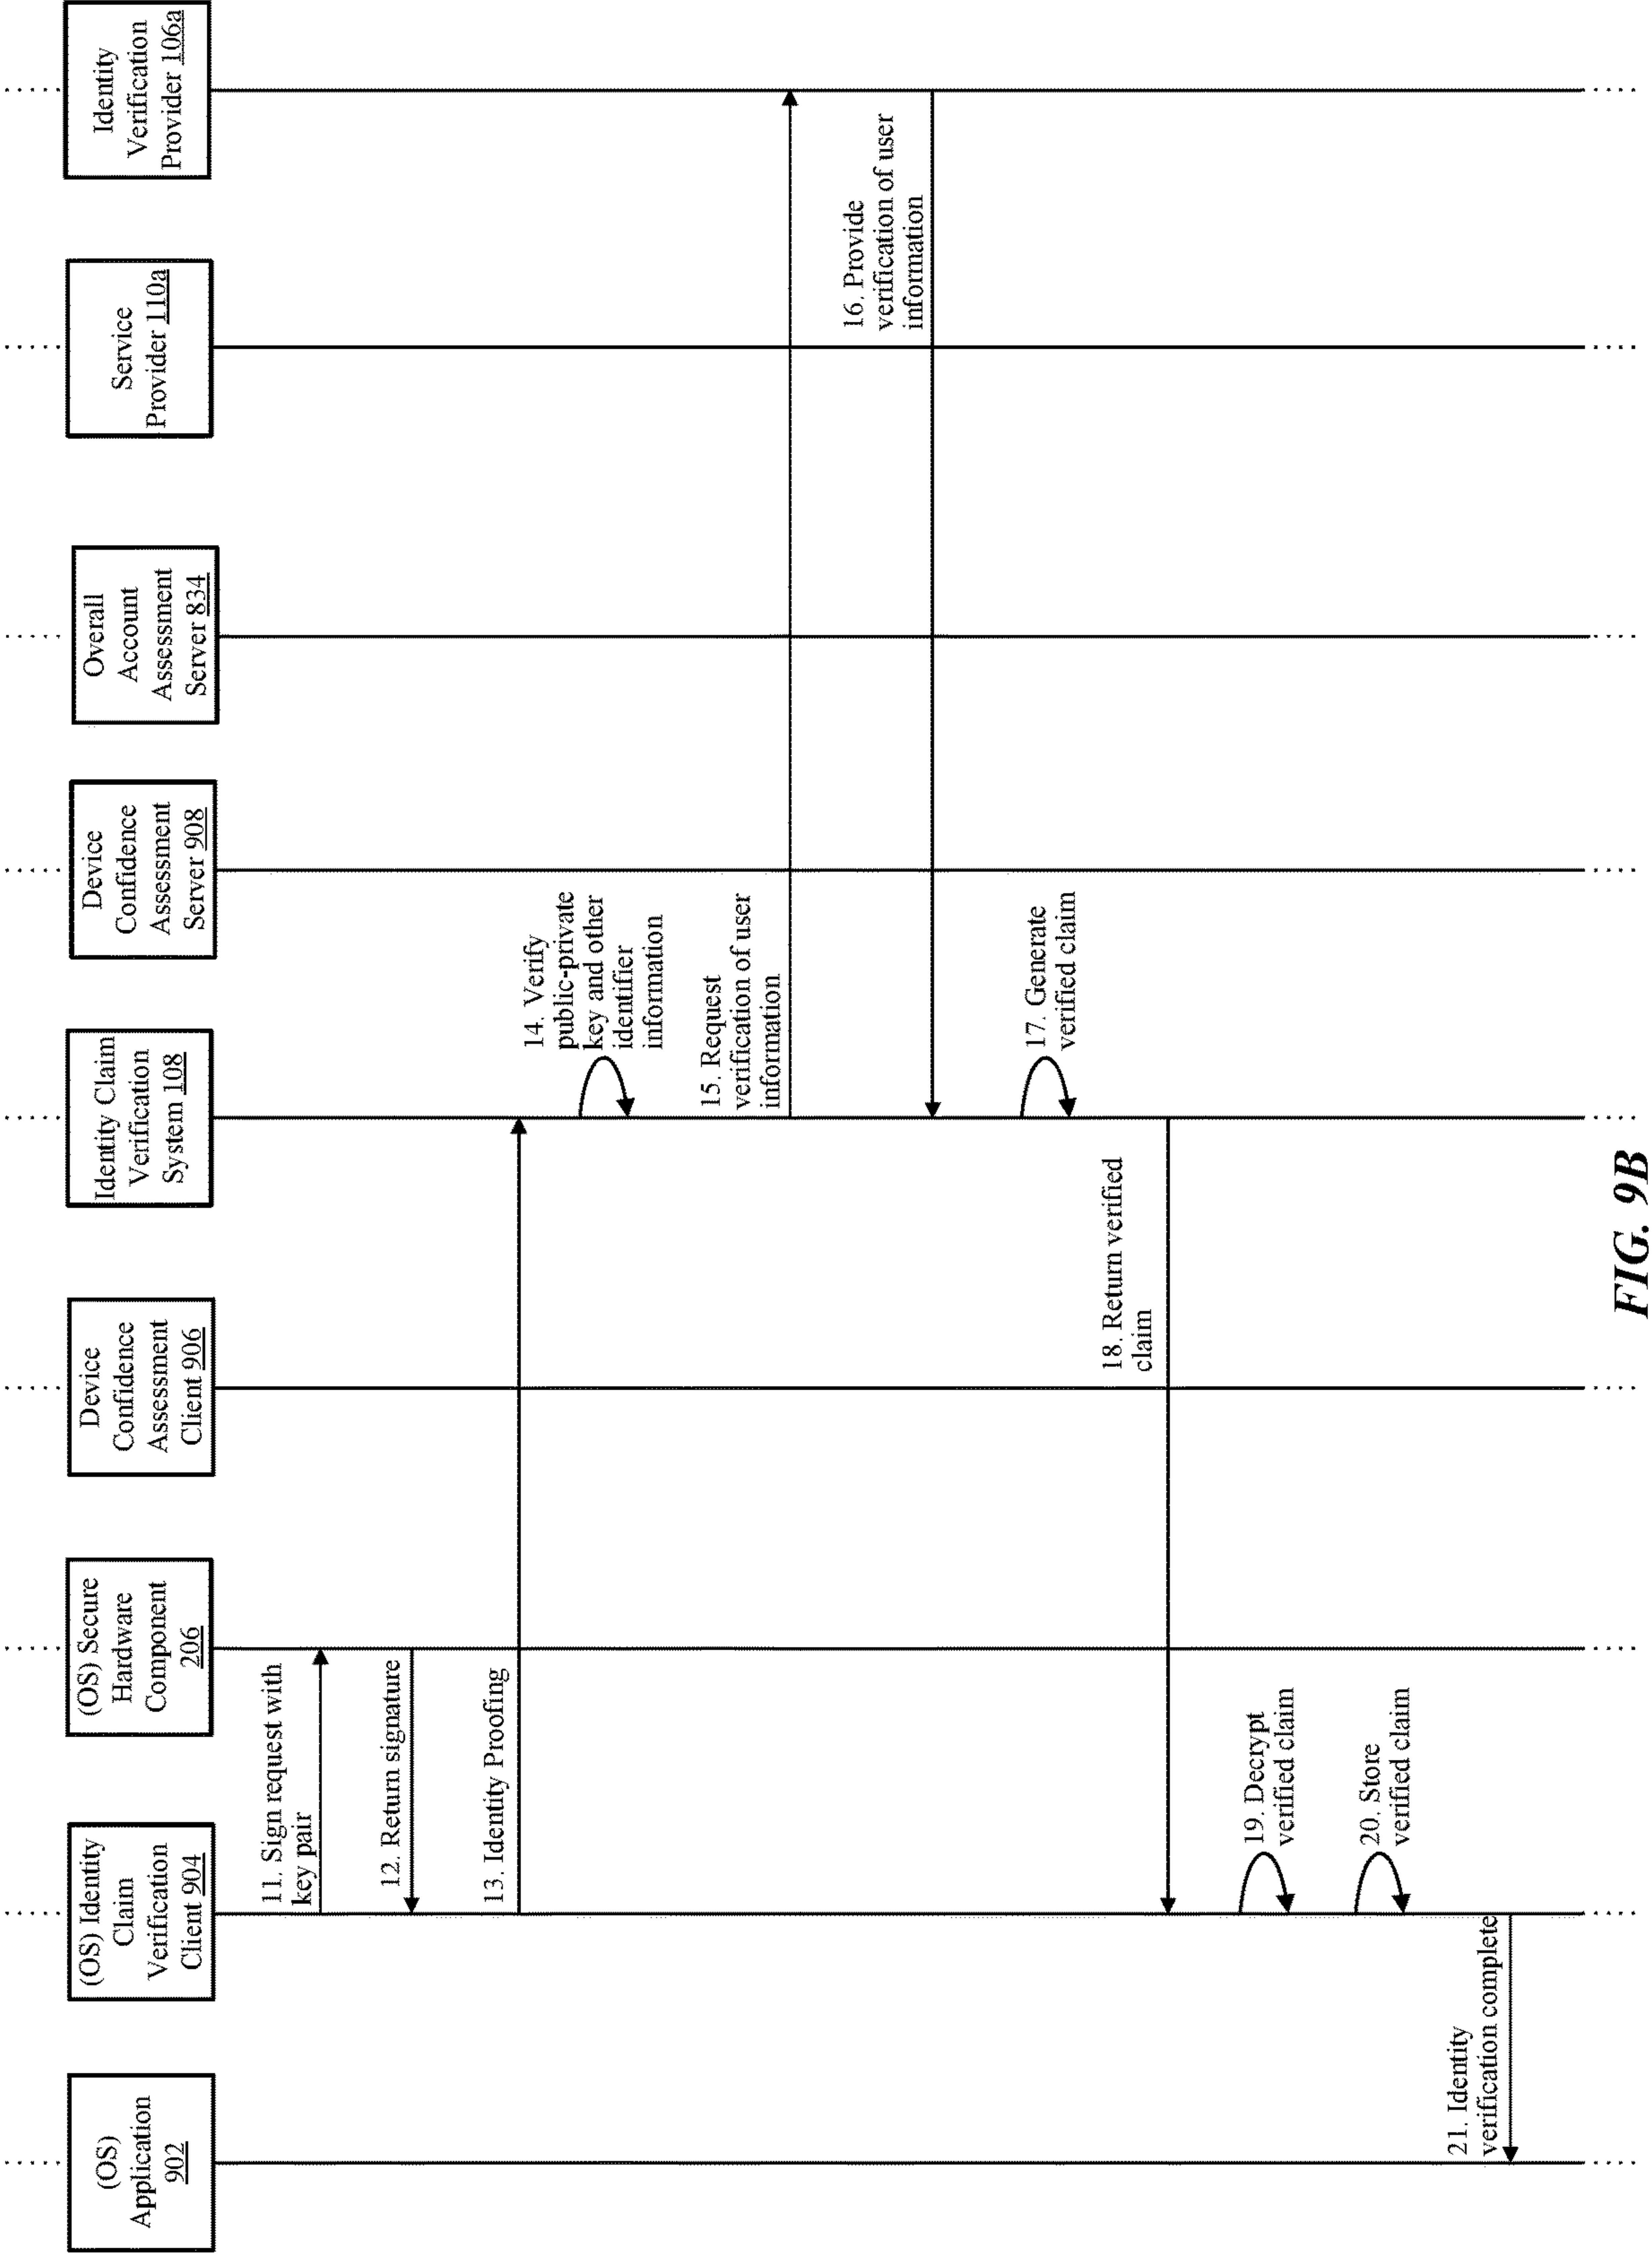 (OS)
Application
902
(OS) Identity
Claim
Verification
Client 904
(OS) Secure
Hardware
Component
206
Device
Confidence
Assessment
Client 906
Identity Claim
Verification
System 108
Device
Confidence
Assessment
Server 908
Overall
Account
Assessment
Server 834
Service
Provider 110a
Identity
Verification
Provider 106a
11. Sign request with
key pair
12. Return signature
13. Identity Proofing
14. Verify
public-private
key and other
identifier
information
15. Request
verification of user
information
16. Provide
verification of user
information
17. Generate
verified claim
18. Return verified
claim
19. Decrypt
verified claim
20. Store
verified claim
21. Identity
verification complete
FIG. 9B